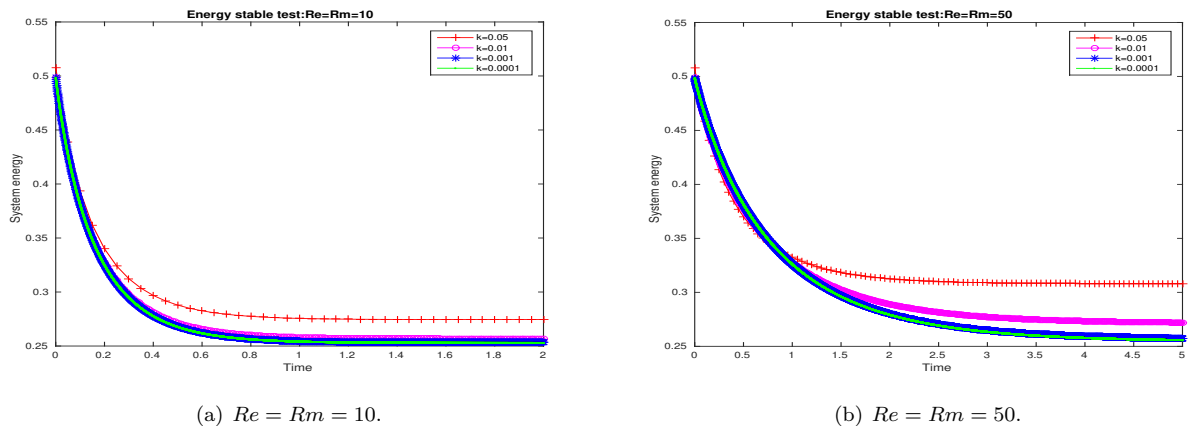 Energy stable test:Re=Rm=10
0.55
k=0.05
k=0.01
k=0.001
k=0.0001
0.5
0.45
0.4
0.35
0.3
0.25
System energy
0 0.2 0.4 0.6 0.8 1 1.2 1.4 1.6 1.8 2
Time
(a) Re = Rm = 10.
Energy stable test:Re=Rm=50
0.55
k=0.05
k=0.01
k=0.001
k=0.0001
0.5
0.45
0.4
0.35
0.3
0.25
System energy
0 0.5 1 1.5 2 2.5 3 3.5 4 4.5 5
Time
(b) Re = Rm = 50.